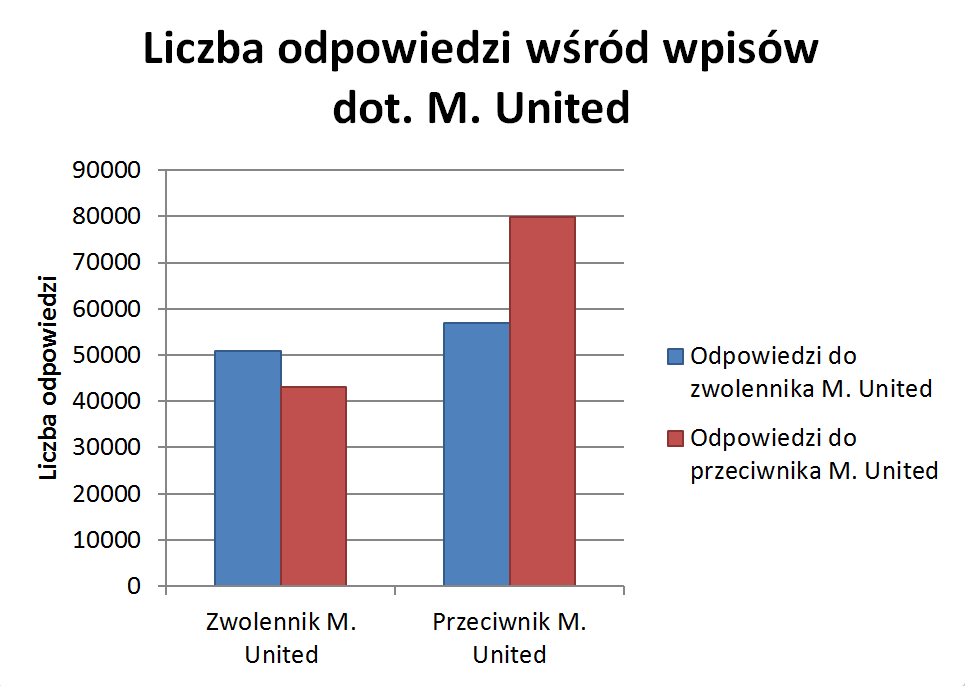 Liczba odpowiedzi wśród wpisów
dot. M. United
90000
80000
70000
60000
50000
40000
30000
20000
10000
0
Liczba odpowiedzi
Zwolennik M.
United
Przeciwnik M.
United
Odpowiedzi do
zwolennika M. United
Odpowiedzi do
przeciwnika M. United